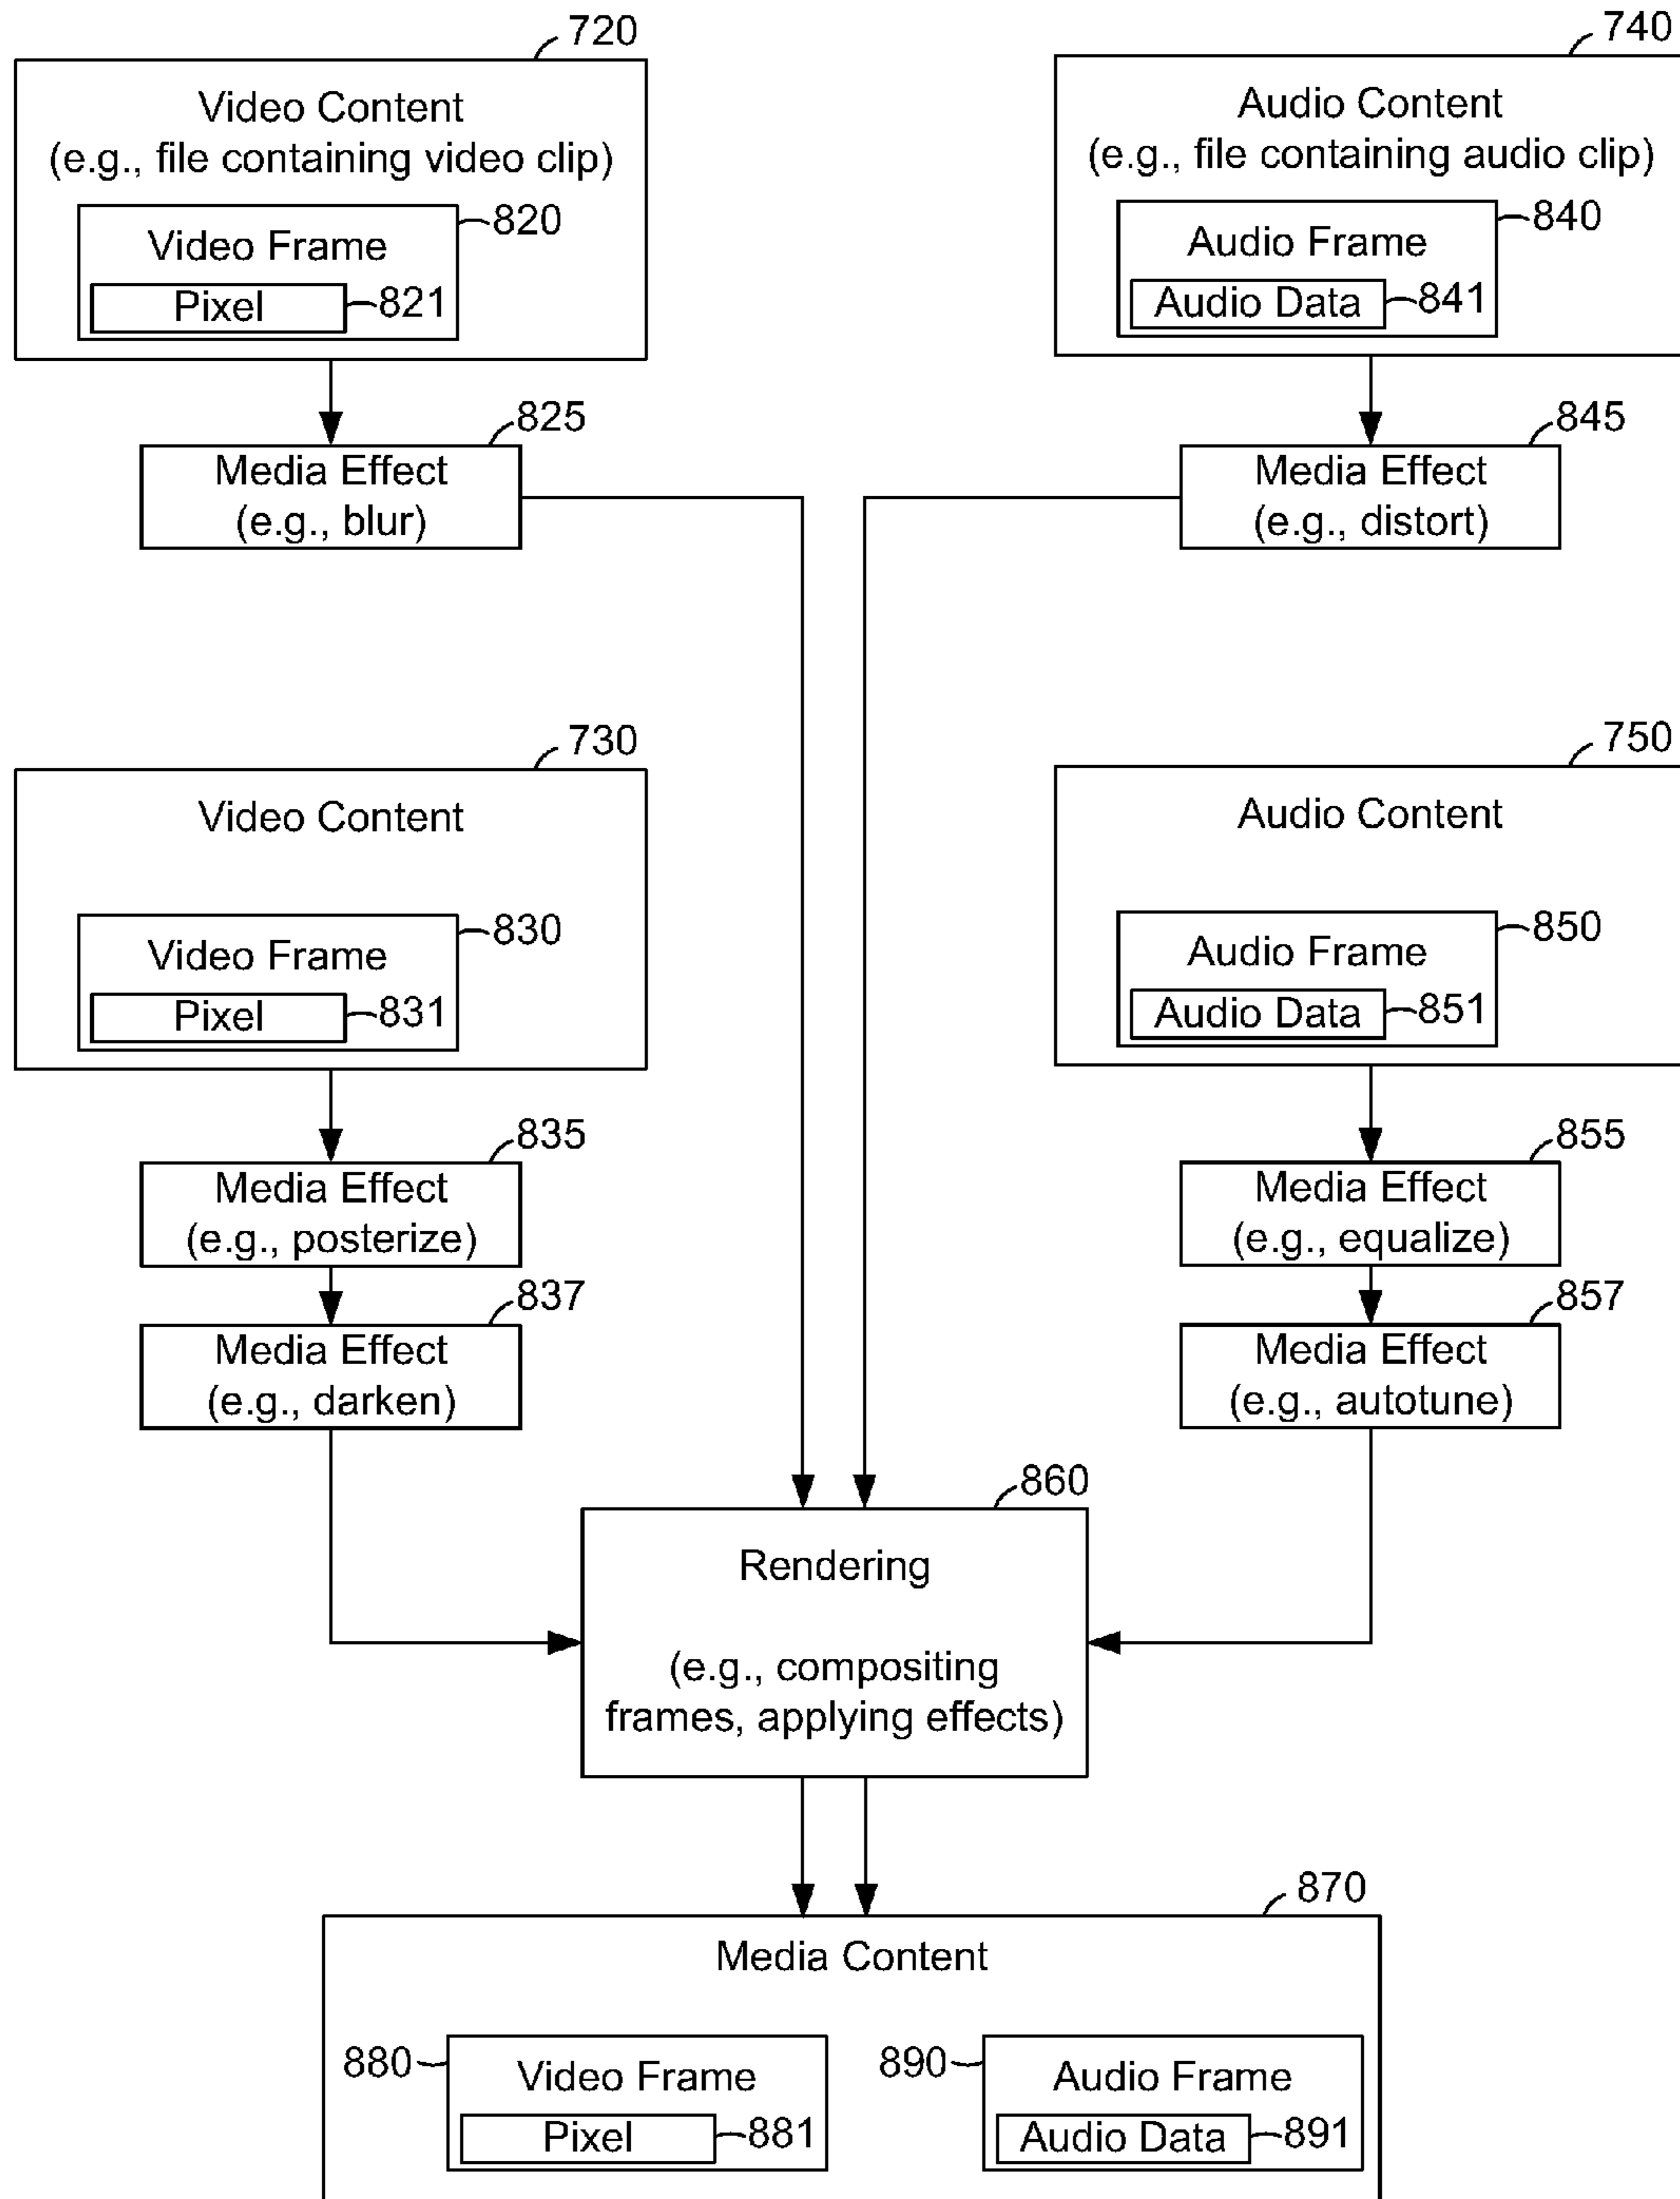 720
Video Content
(e.g., file containing video clip)
820
Video Frame
Pixel
821
825
Media Effect
(e.g., blur)
740
Audio Content
(e.g., file containing audio clip)
840
Audio Frame
Audio Data
841
845
Media Effect
(e.g., distort)
730
Video Content
830
Video Frame
Pixel
831
835
Media Effect
(e.g., posterize)
837
Media Effect
(e.g., darken)
750
Audio Content
850
Audio Frame
Audio Data
851
855
Media Effect
(e.g., equalize)
857
Media Effect
(e.g., autotune)
860
Rendering
(e.g., compositing
frames, applying effects)
870
Media Content
880
Video Frame
Pixel
881
890
Audio Frame
Audio Data
891